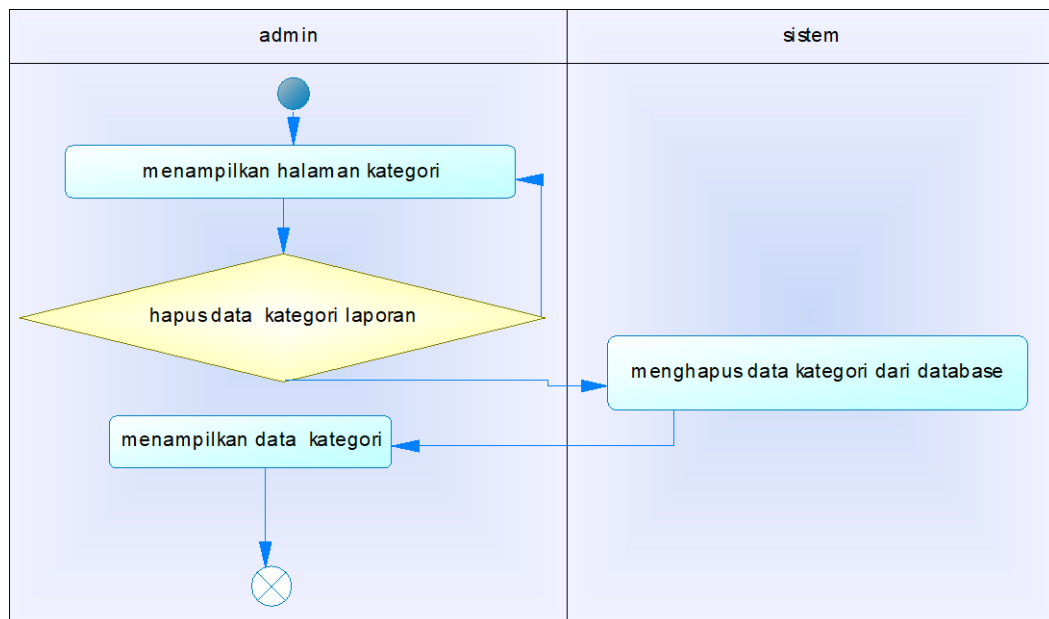 admin
sistem
menampilkan halaman kategori
hapus data kategori laporan
menghapus data kategori dari database
menampilkan data kategori